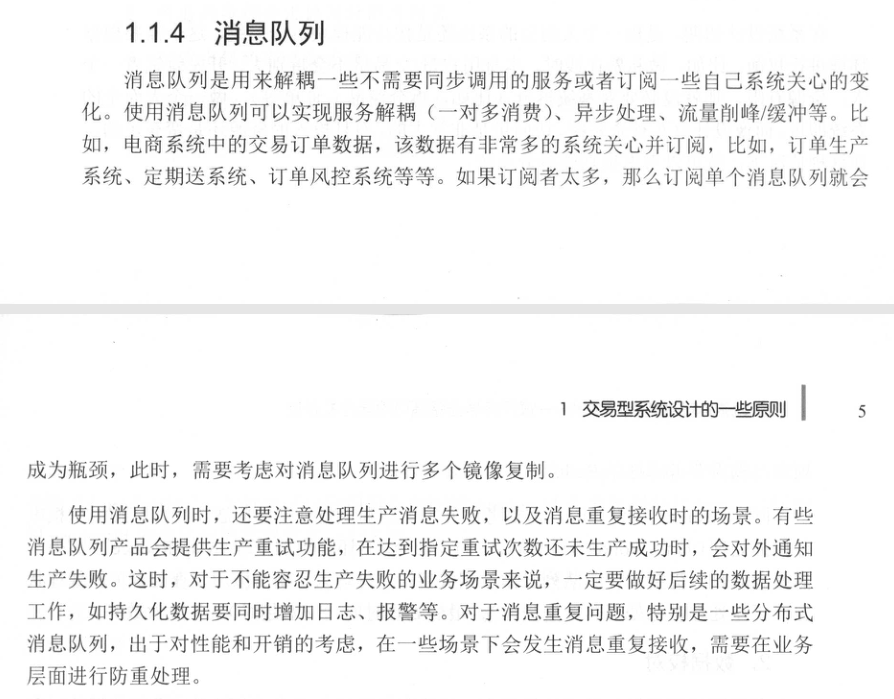 1.1.4 消息队列
消息队列是用来解耦一些不需要同步调用的服务或者订阅一些自己系统关心的变
化。使用消息队列可以实现服务解耦（一对多消费）、异步处理、流量削峰/缓冲等。比
如，电商系统中的交易订单数据，该数据有非常多的系统关心并订阅，比如，订单生产
系统、定期送系统、订单风控系统等等。如果订阅者太多，那么订阅单个消息队列就会
1 交易型系统设计的一些原则 5
成为瓶颈，此时，需要考虑对消息队列进行多个镜像复制。
使用消息队列时，还要注意处理生产消息失败，以及消息重复接收时的场景。有些
消息队列产品会提供生产重试功能，在达到指定重试次数还未生产成功时，会对外通知
生产失败。这时，对于不能容忍生产失败的业务场景来说，一定要做好后续的数据处理
工作，如持久化数据要同时增加日志、报警等。对于消息重复问题，特别是一些分布式
消息队列，出于对性能和开销的考虑，在一些场景下会发生消息重复接收，需要在业务
层面进行防重处理。